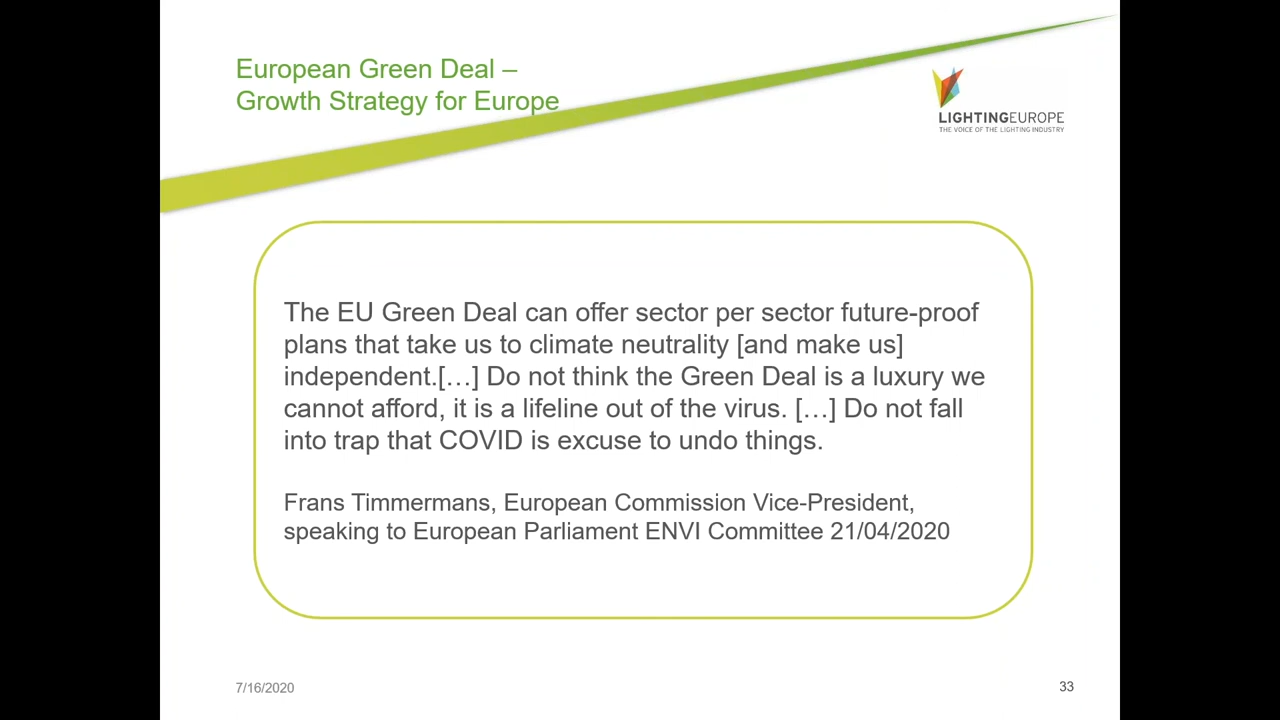 European Green Deal –
Growth Strategy for Europe
LIGHTINGEUROPE
THE VOICE OF THE LIGHTING INDUSTRY
The EU Green Deal can offer sector per sector future-proof
plans that take us to climate neutrality [and make us]
independent.[…] Do not think the Green Deal is a luxury we
cannot afford, it is a lifeline out of the virus. […] Do not fall
into trap that COVID is excuse to undo things.
Frans Timmermans, European Commission Vice-President,
speaking to European Parliament ENVI Committee 21/04/2020
7/16/2020
33